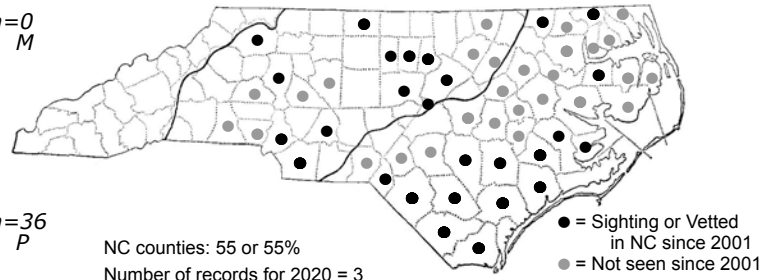 n=0
M
n=36
P
NC counties: 55 or 55%
Number of records for 2020 = 3
● = Sighting or Vetted
in NC since 2001
● = Not seen since 2001